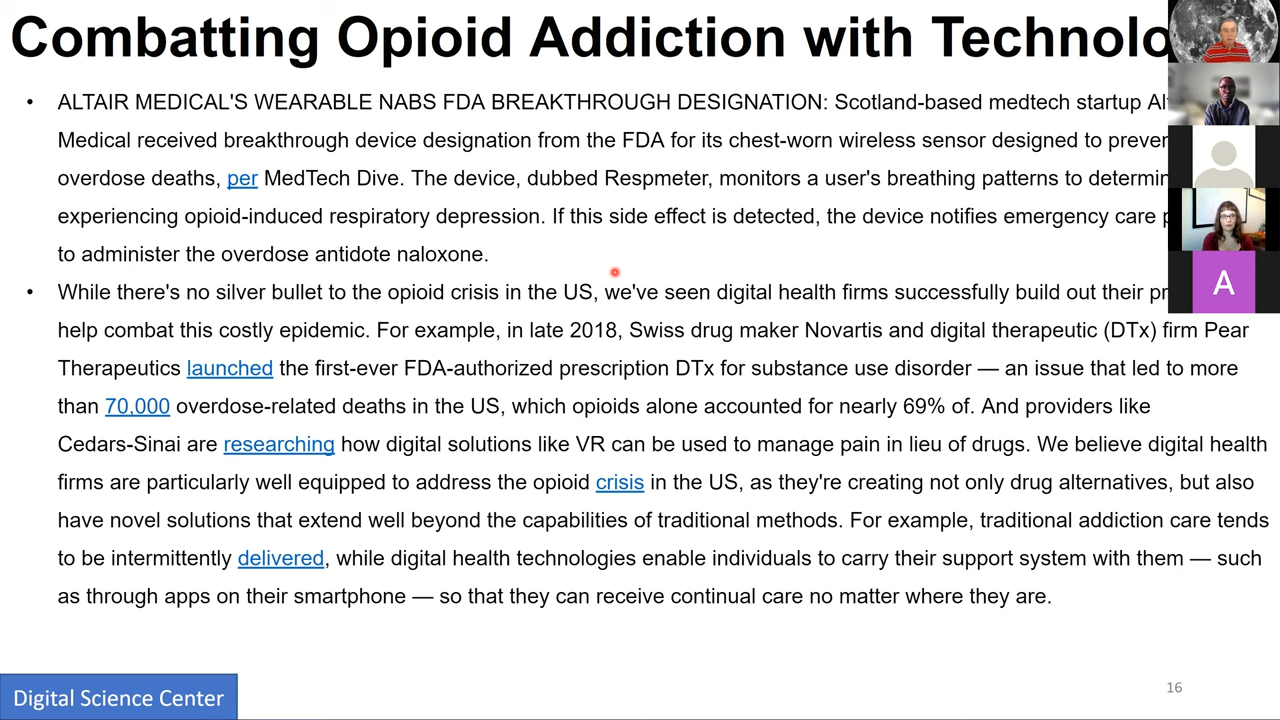 Combatting Opioid Addiction with Technolo
• ALTAIR MEDICAL'S WEARABLE NABS FDA BREAKTHROUGH DESIGNATION: Scotland-based medtech startup
Medical received breakthrough device designation from the FDA for its chest-worn wireless sensor designed to
overdose deaths, per MedTech Dive. The device, dubbed Respmeter, monitors a user's breathing patterns to
experiencing opioid-induced respiratory depression. If this side effect is detected, the device notifies emergency care
to administer the overdose antidote naloxone.
• While there's no silver bullet to the opioid crisis in the US, we've seen digital health firms successfully build out their
help combat this costly epidemic. For example, in late 2018, Swiss drug maker Novartis and digital therapeutic (DTx) firm Pear
Therapeutics launched the first-ever FDA-authorized prescription DTx for substance use disorder — an issue that led to more
than 70,000 overdose-related deaths in the US, which opioids alone accounted for nearly 69% of. And providers like
Cedars-Sinai are researching how digital solutions like VR can be used to manage pain in lieu of drugs. We believe digital health
firms are particularly well equipped to address the opioid crisis in the US, as they're creating not only drug alternatives, but also
have novel solutions that extend well beyond the capabilities of traditional methods. For example, traditional addiction care tends
to be intermittently delivered, while digital health technologies enable individuals to carry their support system with them — such
as through apps on their smartphone — so that they can receive continual care no matter where they are.
A
Digital Science Center
16